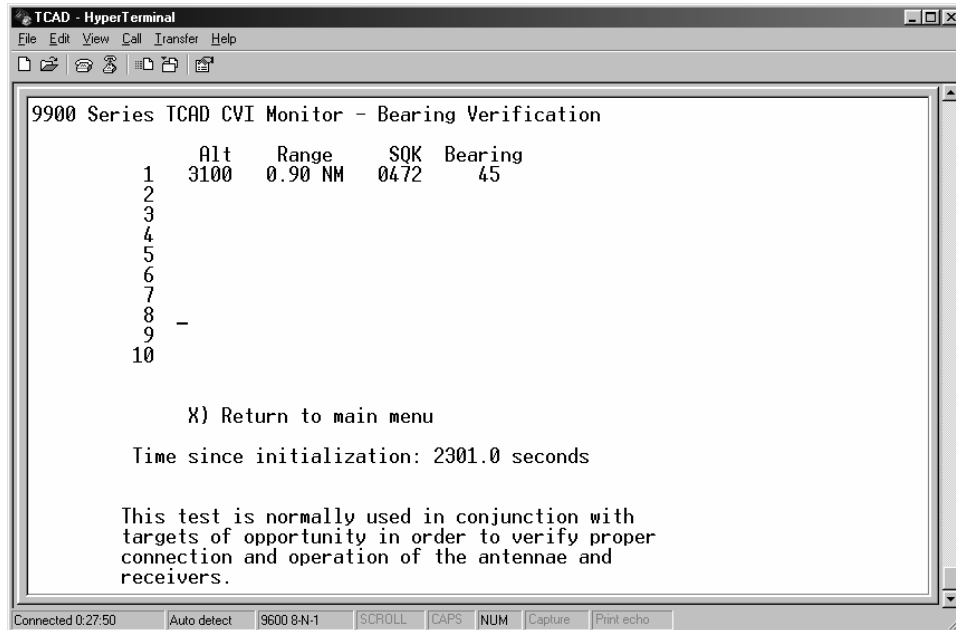 TCAD - HyperTerminal
File Edit View Call Transfer Help
9900 Series TCAD CVI Monitor - Bearing Verification
Alt Range SQK Bearing
1 3100 0.90 NM 0472 45
2
3
4
5
6
7
8 _
9
10
X) Return to main menu
Time since initialization: 2301.0 seconds
This test is normally used in conjunction with
targets of opportunity in order to verify proper
connection and operation of the antennae and
receivers.
Connected 0:27:50 Auto detect 9600 8-N-1 SCROLL CAPS NUM Capture Print echo